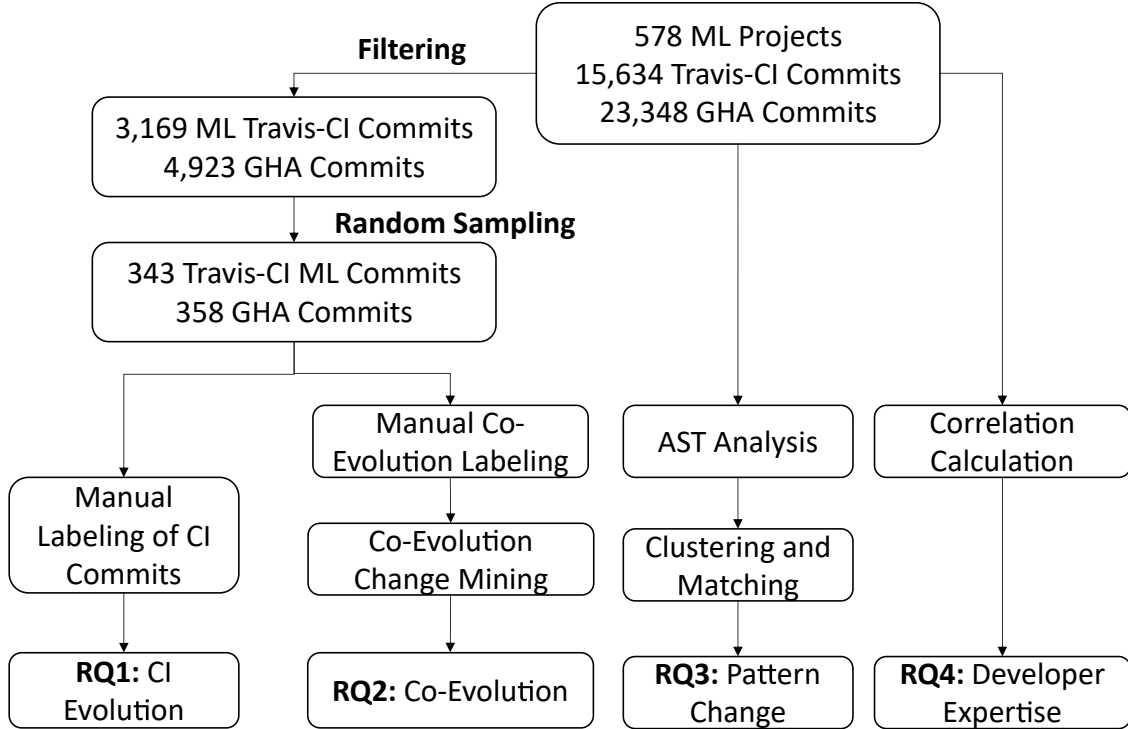 578 ML Projects
15,634 Travis-CI Commits
23,348 GHA Commits
Filtering
3,169 ML Travis-CI Commits
4,923 GHA Commits
Random Sampling
343 Travis-CI ML Commits
358 GHA Commits
Manual
Labeling of CI
Commits
RQ1: CI
Evolution
Manual Co-
Evolution Labeling
Co-Evolution
Change Mining
RQ2: Co-Evolution
AST Analysis
Clustering and
Matching
RQ3: Pattern
Change
Correlation
Calculation
RQ4: Developer
Expertise